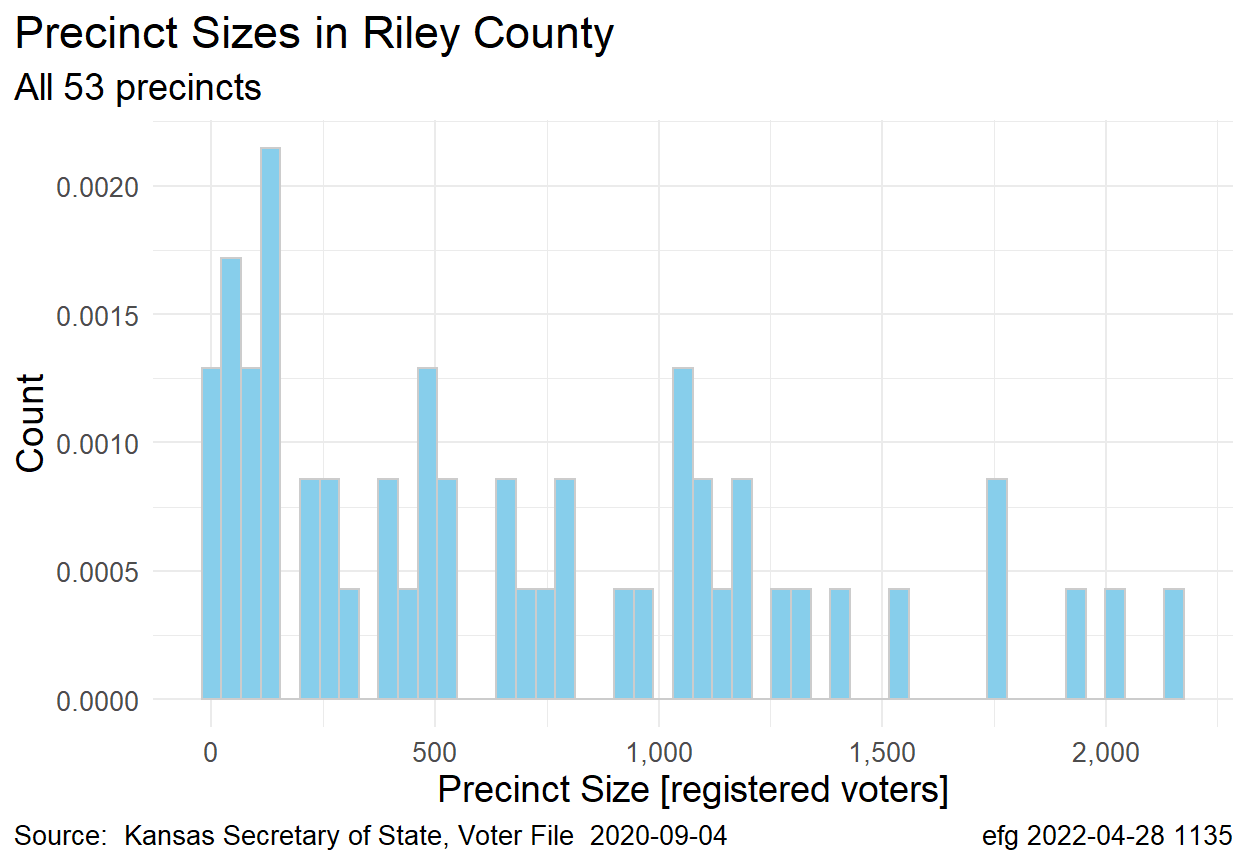 Precinct Sizes in Riley County
All 53 precincts
Count
0.0020
0.0015
0.0010
0.0005
0.0000
0 500 1,000 1,500 2,000
Precinct Size [registered voters]
Source:  Kansas Secretary of State, Voter File  2020-09-04 efg 2022-04-28 1135